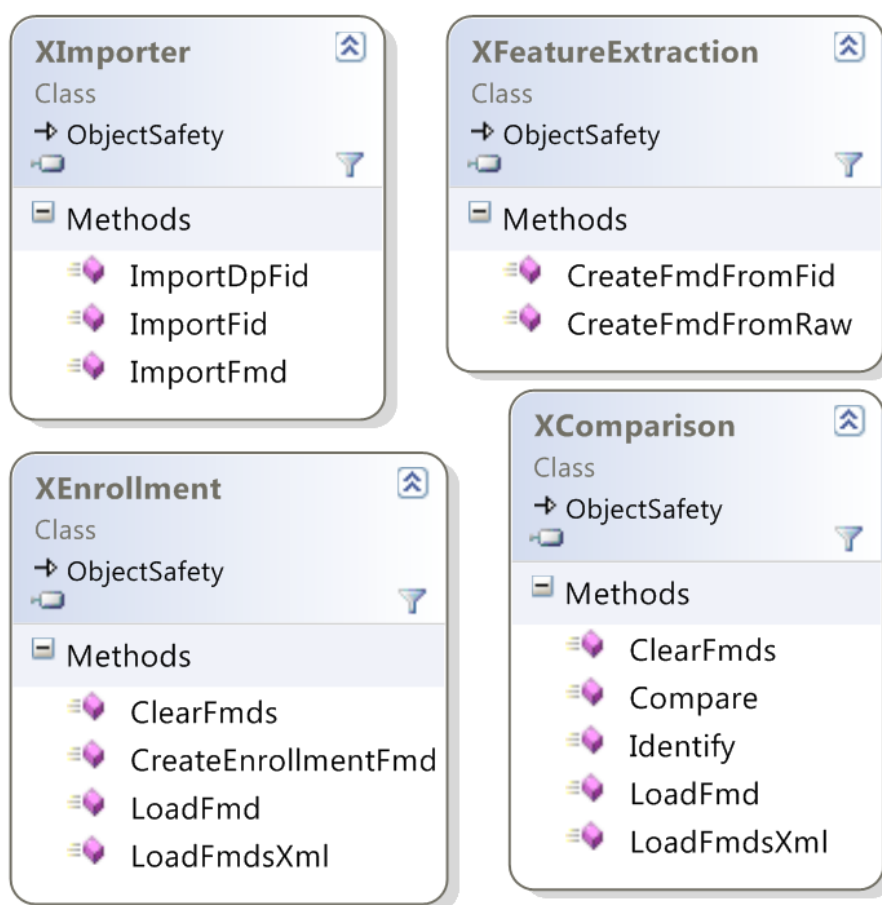 XImporter
Class
ObjectSafety
Methods
ImportDpFid
ImportFid
ImportFmd
XFeatureExtraction
Class
ObjectSafety
Methods
CreateFmdFromFid
CreateFmdFromRaw
XEnrollment
Class
ObjectSafety
Methods
ClearFmds
CreateEnrollmentFmd
LoadFmd
LoadFmdsXml
XComparison
Class
ObjectSafety
Methods
ClearFmds
Compare
Identify
LoadFmd
LoadFmdsXml